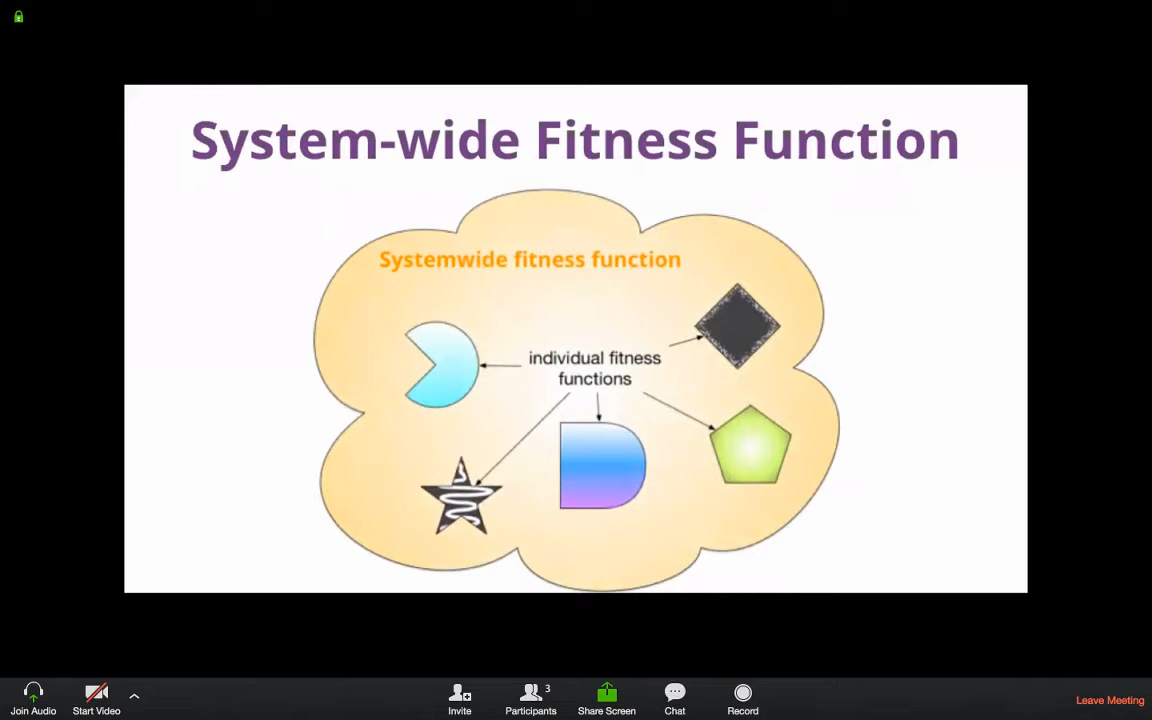 System-wide Fitness Function
Systemwide fitness function
individual fitness
functions
3
Join Audio
Start Video
Invite
Participants
Share Screen
Chat
Record
Leave Meeting